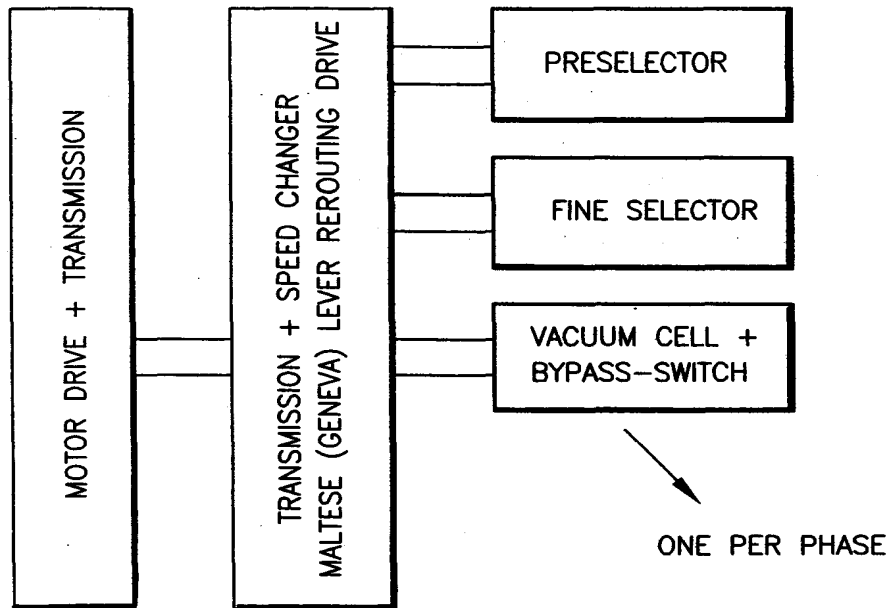 MOTOR DRIVE + TRANSMISSION
TRANSMISSION + SPEED CHANGER
MALTESE (GENEVA) LEVER REROUTING DRIVE
PRESELECTOR
FINE SELECTOR
VACUUM CELL +
BYPASS-SWITCH
ONE PER PHASE